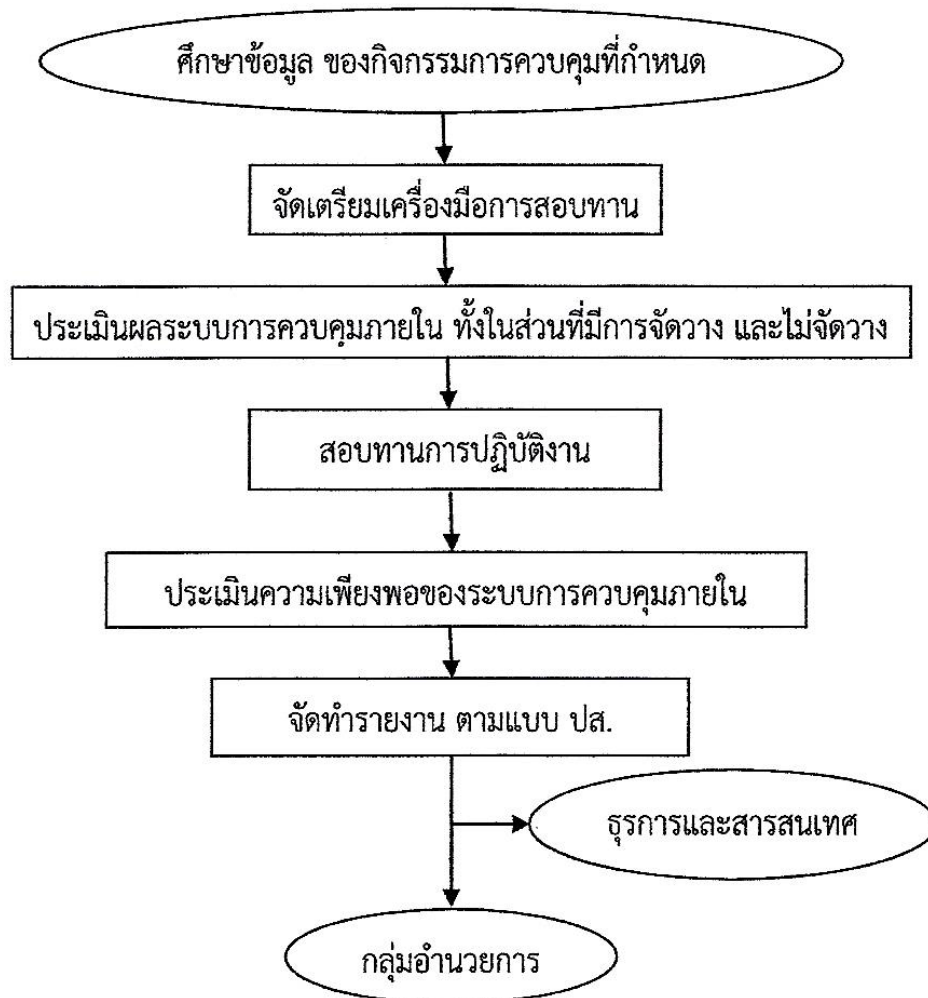 ศึกษาข้อมูล ของกิจกรรมการควบคุมที่กำหนด
จัดเตรียมเครื่องมือการสอบทาน
ประเมินผลระบบการควบคุมภายใน ทั้งในส่วนที่มีการจัดวาง และไม่จัดวาง
สอบทานการปฏิบัติงาน
ประเมินความเพียงพอของระบบการควบคุมภายใน
จัดทำรายงาน ตามแบบ ปส.
ธุรการและสารสนเทศ
กลุ่มอำนวยการ